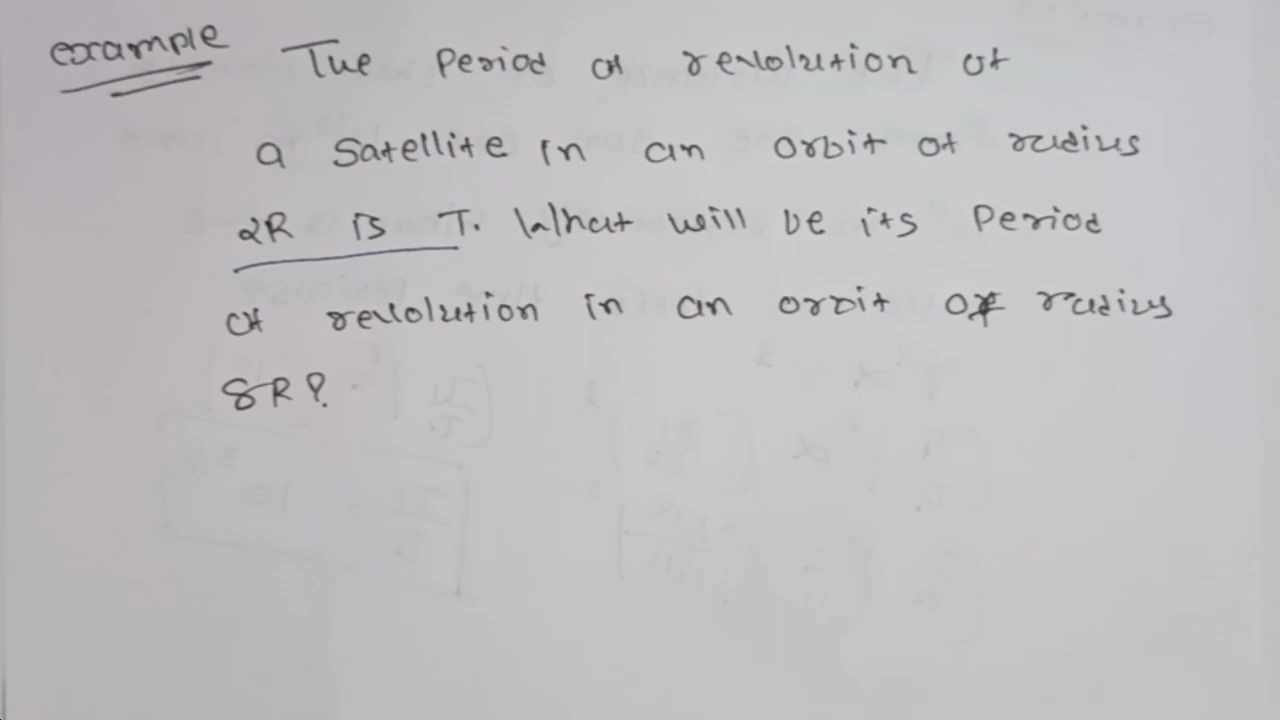 example The Period of revolution of
a satellite in an orbit of radius
2R is T. What will be its Period
of revolution in an orbit of radius
8R?